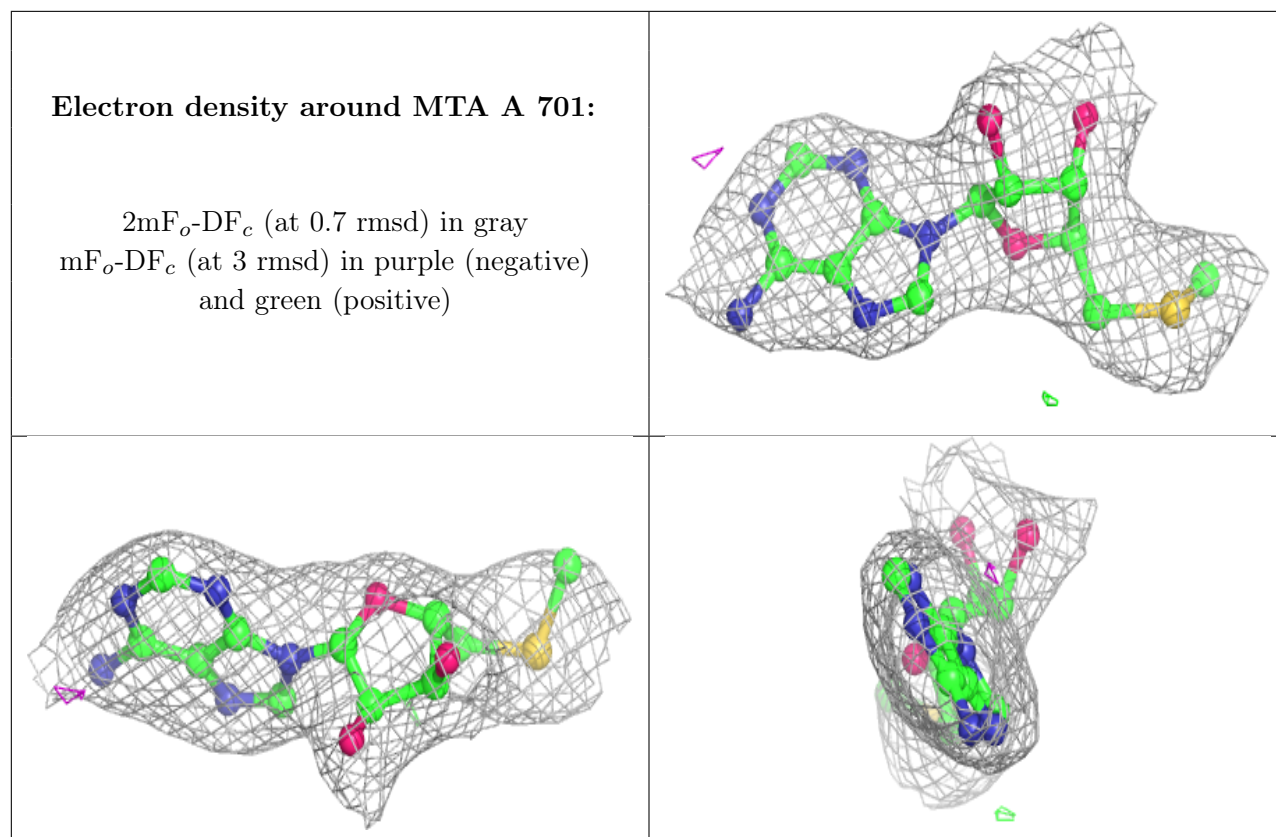 Electron density around MTA A 701:
2mFo-DFc (at 0.7 rmsd) in gray
mFo-DFc (at 3 rmsd) in purple (negative)
and green (positive)